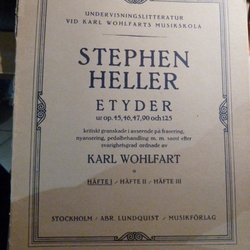 UNDERVISNINGSLITTERATUR
VID KARL WOHLFARTS MUSIKSKOLA
STEPHEN
HELLER
ETYDER
ur op. 45, 46, 47, 90 och 125
kritiskt granskade i avseende på frasering,
nyansering, pedalbehandling m. m. samt efter
svårighetsgrad ordnade av
KARL WOHLFART
HÄFTE I / HÄFTE II / HÄFTE III
STOCKHOLM / ABR. LUNDQUIST / MUSIKFÖRLAG